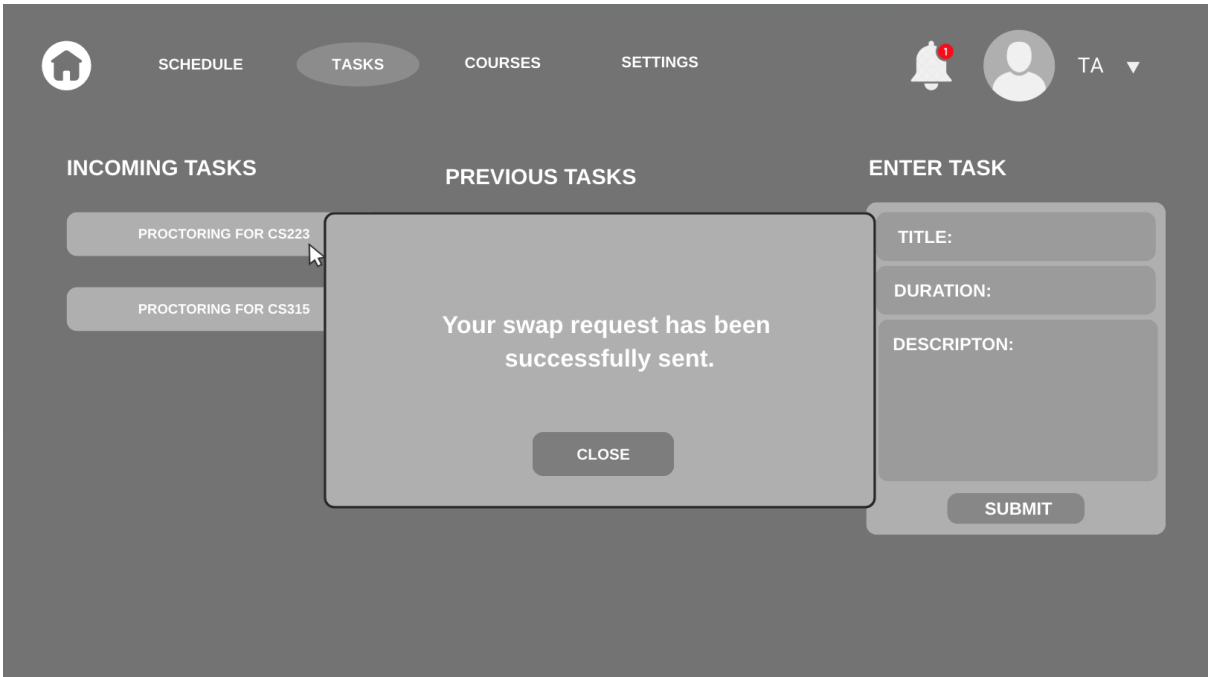 SCHEDULE
TASKS
COURSES
SETTINGS
1
TA
INCOMING TASKS
PREVIOUS TASKS
ENTER TASK
PROCTORING FOR CS223
PROCTORING FOR CS315
Your swap request has been
successfully sent.
CLOSE
TITLE:
DURATION:
DESCRIPTON:
SUBMIT